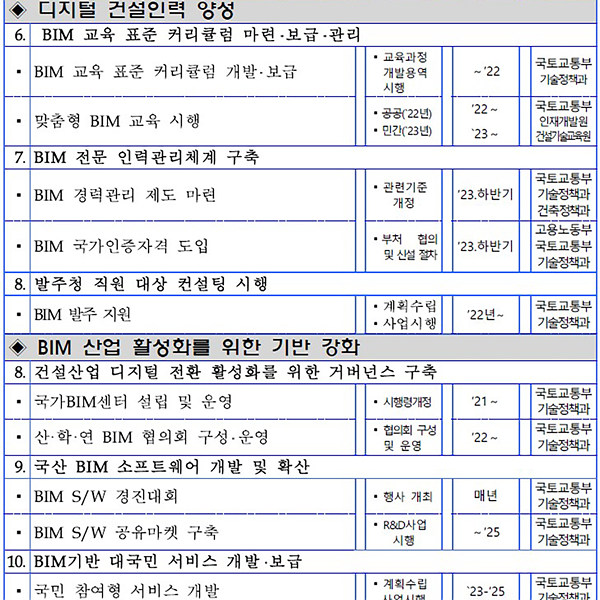 ◈ 디지털 건설인력 양성
6. BIM 교육 표준 커리큘럼 마련·보급·관리
▪ BIM 교육 표준 커리큘럼 개발·보급
▪ 교육과정
개발용역
시행
~ '22
국토교통부
기술정책과
▪ 맞춤형 BIM 교육 시행
▪ 공공('22년)
▪ 민간('23년)
'22 ~
`23 ~
국토교통부
인재개발원
건설기술교육원
7. BIM 전문 인력관리체계 구축
▪ BIM 경력관리 제도 마련
▪ 관련기준
개정
'23.하반기
국토교통부
기술정책과
건축정책과
▪ BIM 국가인증자격 도입
▪ 부처 협의
및 신설 절차
'23.하반기
고용노동부
국토교통부
기술정책과
8. 발주청 직원 대상 컨설팅 시행
▪ BIM 발주 지원
▪ 계획수립
▪ 사업시행
'22년~
국토교통부
기술정책과
◈ BIM 산업 활성화를 위한 기반 강화
8. 건설산업 디지털 전환 활성화를 위한 거버넌스 구축
▪ 국가BIM센터 설립 및 운영
▪ 시행령개정
'21 ~
국토교통부
기술정책과
▪ 산·학·연 BIM 협의회 구성·운영
▪ 협의회 구성
및 운영
'22 ~
국토교통부
기술정책과
9. 국산 BIM 소프트웨어 개발 및 확산
▪ BIM S/W 경진대회
▪ 행사 개최
매년
국토교통부
기술정책과
▪ BIM S/W 공유마켓 구축
▪ R&D사업
시행
~ '25
국토교통부
기술정책과
10. BIM기반 대국민 서비스 개발·보급
▪ 국민 참여형 서비스 개발
▪ 계획수립
사업시행
`23-'25
국토교통부
기술정책과